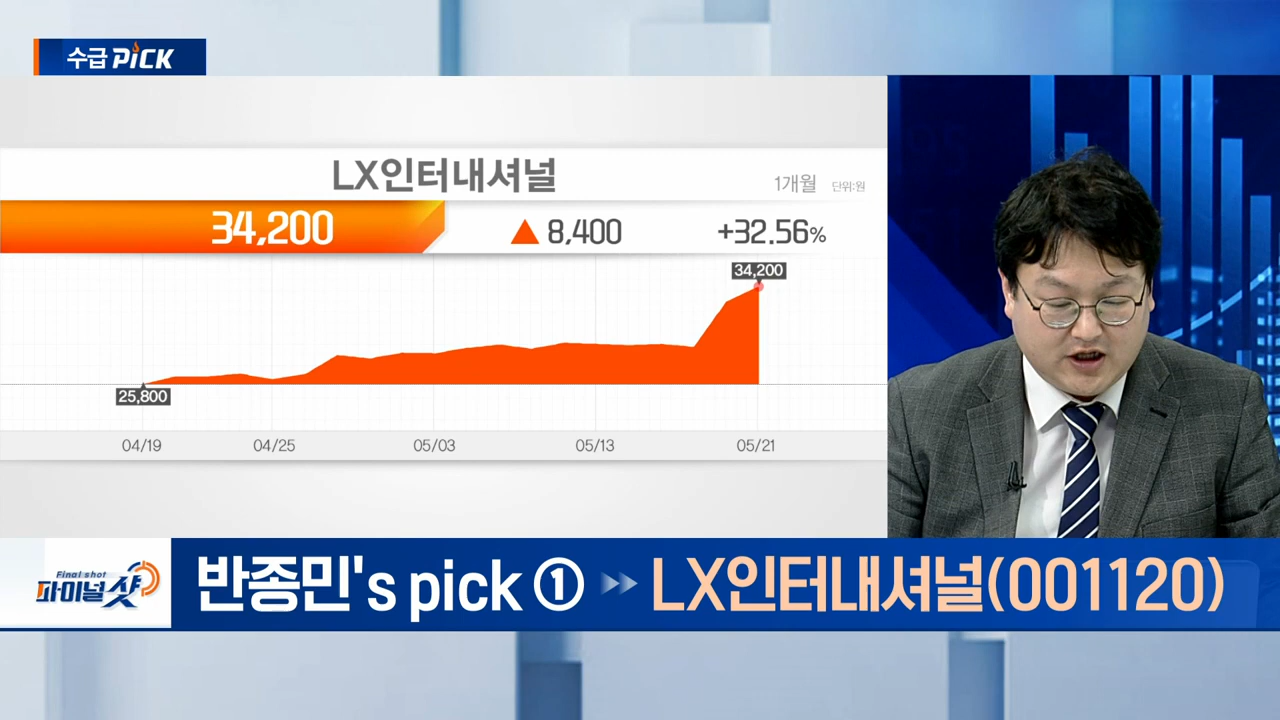 수급 PiCK
LX인터내셔널
1개월 단위:원
34,200 ▲ 8,400 +32.56%
34,200
25,800
04/19 04/25 05/03 05/13 05/21
Final shot
파이널샷
반종민's pick ① LX인터내셔널(001120)